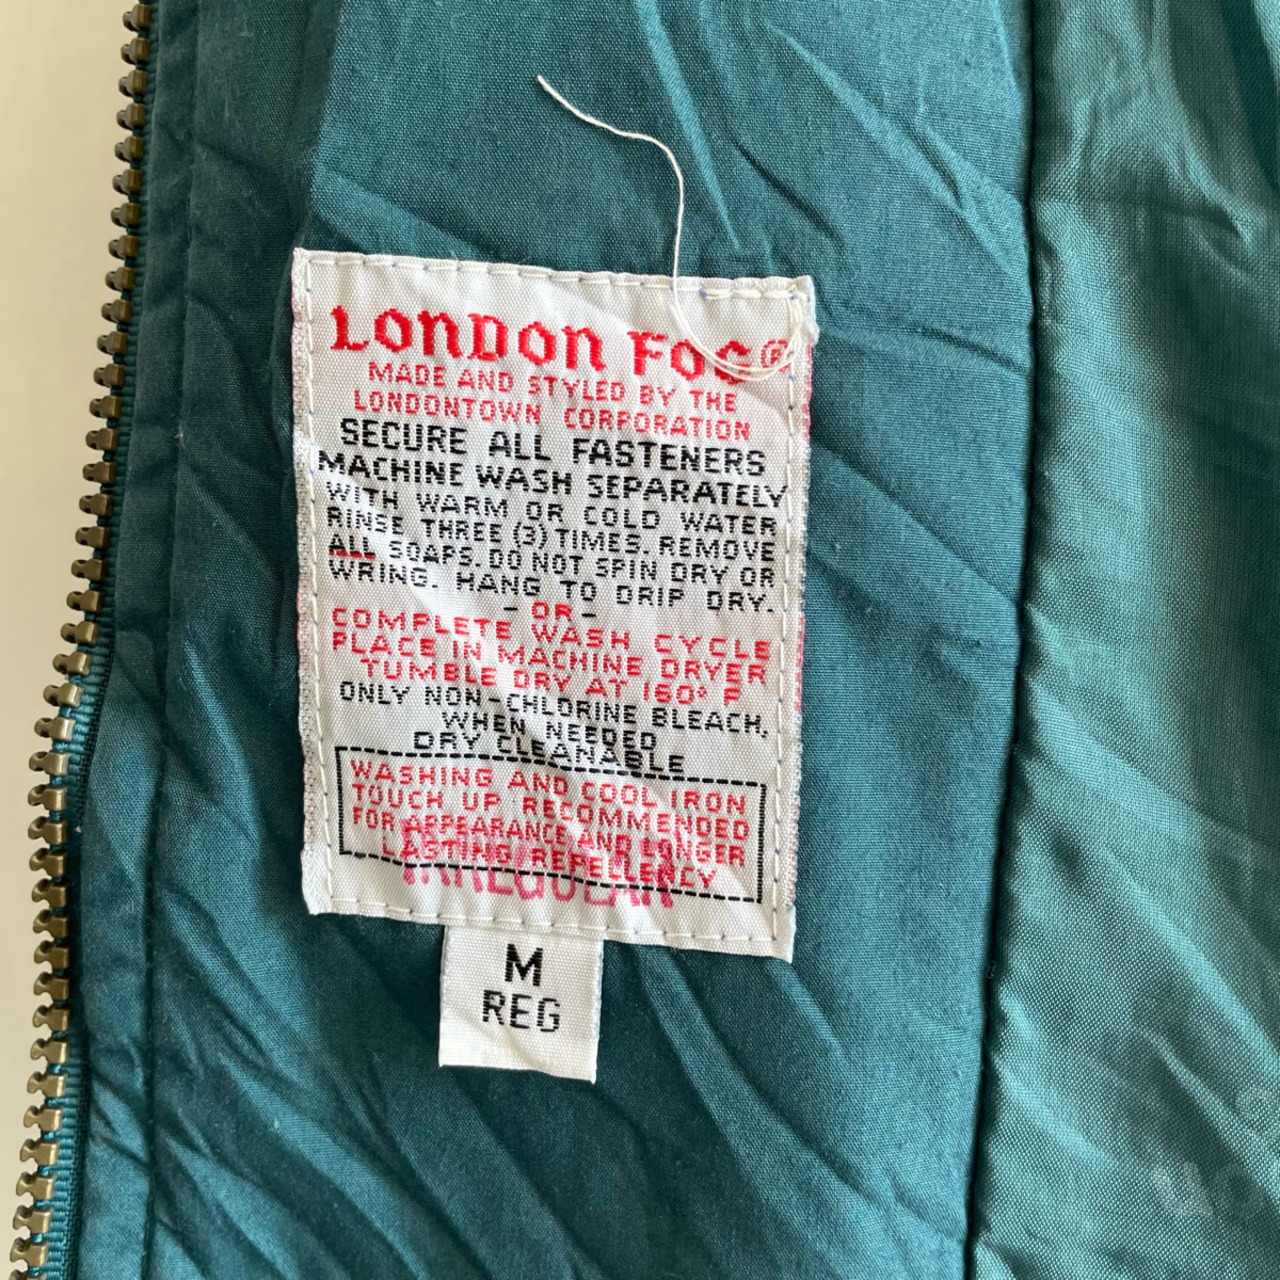 LONDON FOG®
MADE AND STYLED BY THE
LONDONTOWN CORPORATION
SECURE ALL FASTENERS
MACHINE WASH SEPARATELY
WITH WARM OR COLD WATER
RINSE THREE (3) TIMES. REMOVE
ALL SOAPS. DO NOT SPIN DRY OR
WRING. HANG TO DRIP DRY.
- OR -
COMPLETE WASH CYCLE
PLACE IN MACHINE DRYER
TUMBLE DRY AT 160° F
ONLY NON-CHLORINE BLEACH,
WHEN NEEDED
DRY CLEANABLE
WASHING AND COOL IRON
TOUCH UP RECOMMENDED
FOR APPEARANCE AND LONGER
LASTING REPELLENCY
IRREGULAR
M
REG